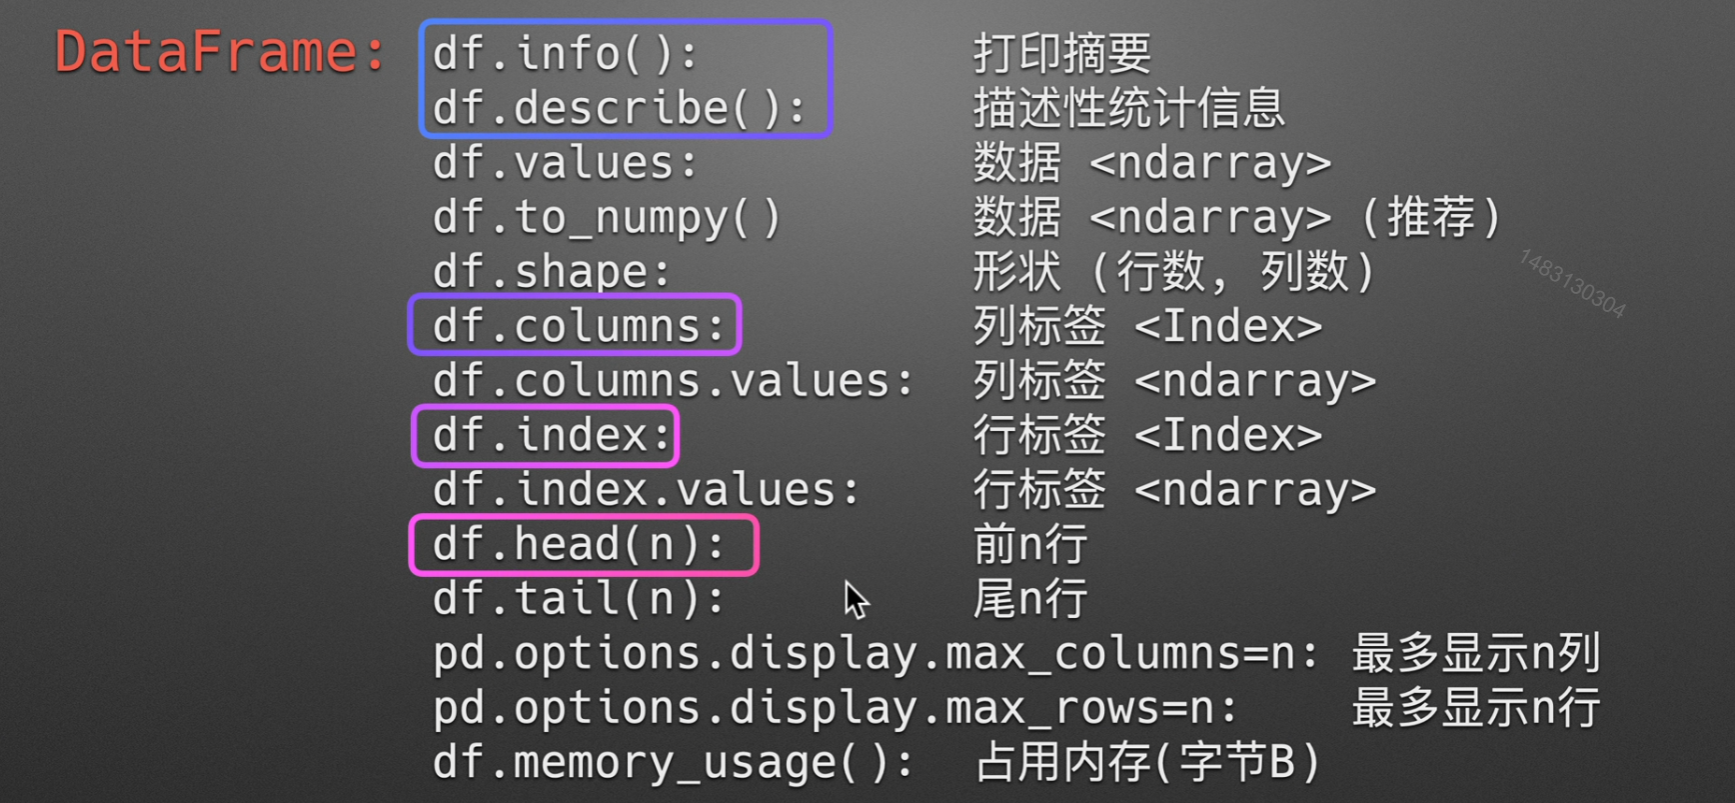 DataFrame: df.info(): 打印摘要
df.describe(): 描述性统计信息
df.values: 数据 <ndarray>
df.to_numpy() 数据 <ndarray> (推荐)
df.shape: 形状 (行数, 列数)
1483130304
df.columns: 列标签 <Index>
df.columns.values: 列标签 <ndarray>
df.index: 行标签 <Index>
df.index.values: 行标签 <ndarray>
df.head(n): 前n行
df.tail(n): 尾n行
pd.options.display.max_columns=n: 最多显示n列
pd.options.display.max_rows=n: 最多显示n行
df.memory_usage(): 占用内存(字节B)